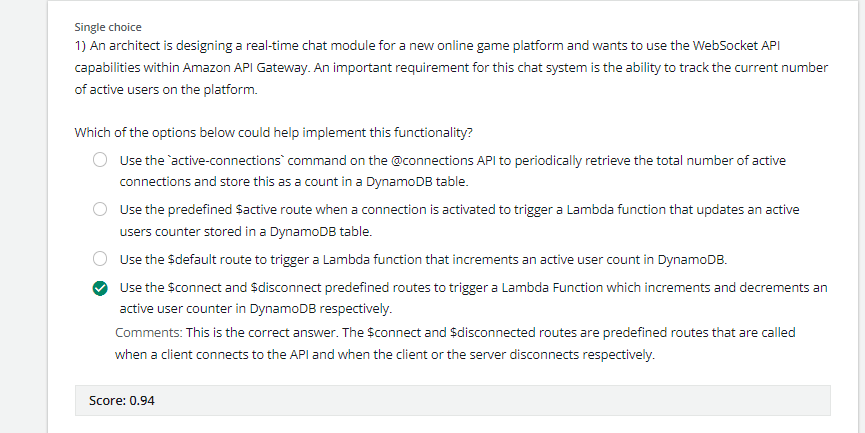 Single choice
1) An architect is designing a real-time chat module for a new online game platform and wants to use the WebSocket API
capabilities within Amazon API Gateway. An important requirement for this chat system is the ability to track the current number
of active users on the platform.
Which of the options below could help implement this functionality?
Use the `active-connections` command on the @connections API to periodically retrieve the total number of active
connections and store this as a count in a DynamoDB table.
Use the predefined $active route when a connection is activated to trigger a Lambda function that updates an active
users counter stored in a DynamoDB table.
Use the $default route to trigger a Lambda function that increments an active user count in DynamoDB.
Use the $connect and $disconnect predefined routes to trigger a Lambda Function which increments and decrements an
active user counter in DynamoDB respectively.
Comments: This is the correct answer. The $connect and $disconnected routes are predefined routes that are called
when a client connects to the API and when the client or the server disconnects respectively.
Score: 0.94